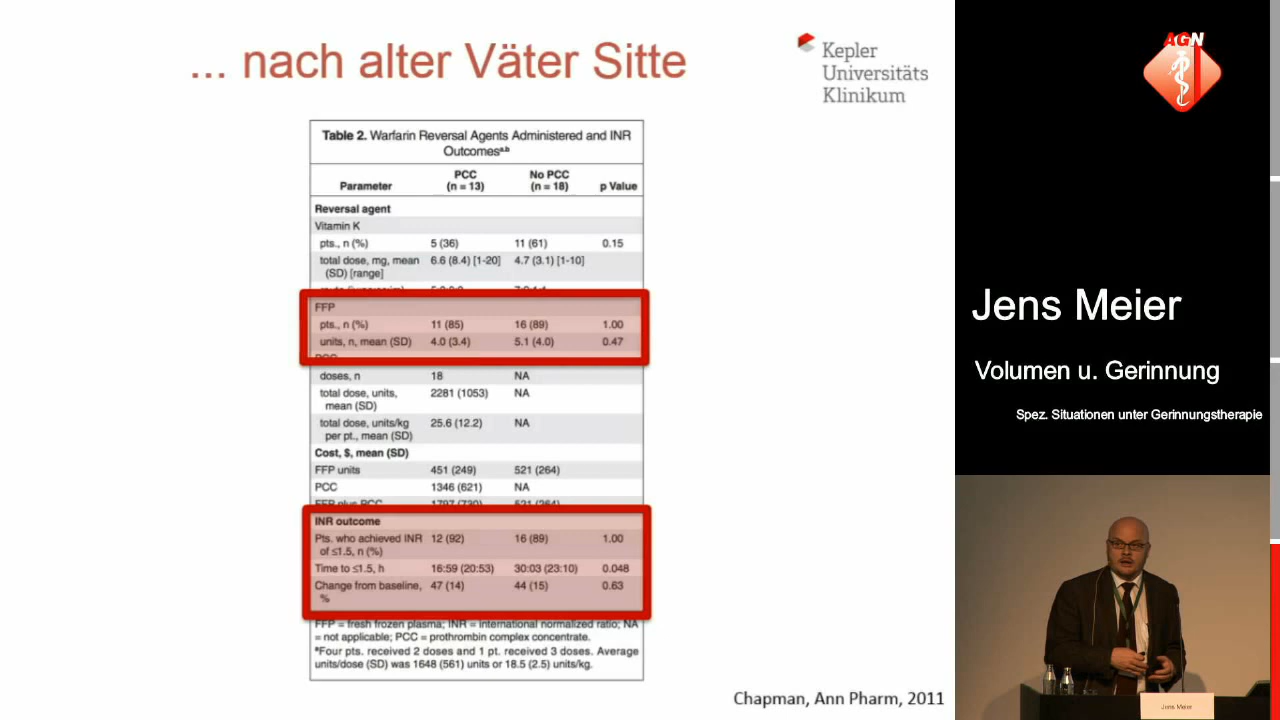 ... nach alter Väter Sitte
Kepler
Universitäts
Klinikum
Table 2. Warfarin Reversal Agents Administered and INR
Outcomesa,b
Parameter PCC (n = 13) No PCC (n = 18) p Value
Reversal agent
Vitamin K
pts., n (%) 5 (36) 11 (61) 0.15
total dose, mg, mean (SD) [range] 6.6 (8.4) [1-20] 4.7 (3.1) [1-10]
FFP
pts., n (%) 11 (85) 16 (89) 1.00
units, n, mean (SD) 4.0 (3.4) 5.1 (4.0) 0.47
PCC
doses, n 18 NA
total dose, units, mean (SD) 2281 (1053) NA
total dose, units/kg per pt., mean (SD) 25.6 (12.2) NA
Cost, $, mean (SD)
FFP units 451 (249) 521 (264)
PCC 1346 (621) NA
FFP plus PCC 1797 (730) 521 (264)
INR outcome
Pts. who achieved INR of ≤1.5, n (%) 12 (92) 16 (89) 1.00
Time to ≤1.5, h 16:59 (20:53) 30:03 (23:10) 0.048
Change from baseline, % 47 (14) 44 (15) 0.63
FFP = fresh frozen plasma; INR = international normalized ratio; NA
= not applicable; PCC = prothrombin complex concentrate.
aFour pts. received 2 doses and 1 pt. received 3 doses. Average
units/dose (SD) was 1648 (561) units or 18.5 (2.5) units/kg.
Chapman, Ann Pharm, 2011
AGN
Jens Meier
Volumen u. Gerinnung
Spez. Situationen unter Gerinnungstherapie
Jens Meier